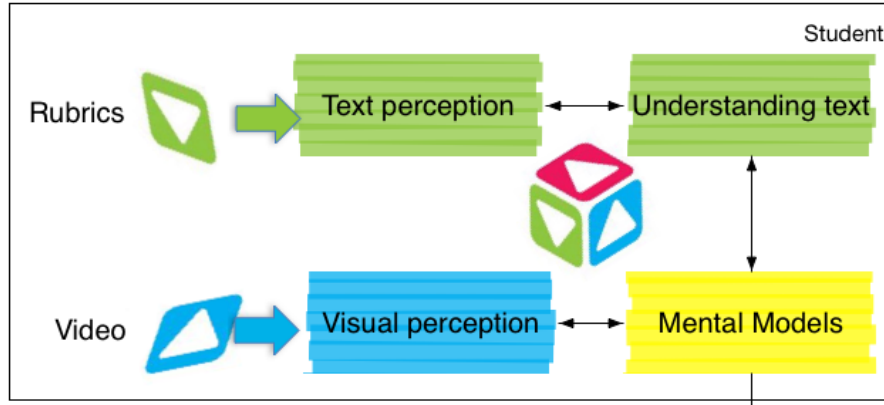 Student
Rubrics
Text perception
Understanding text
Video
Visual perception
Mental Models